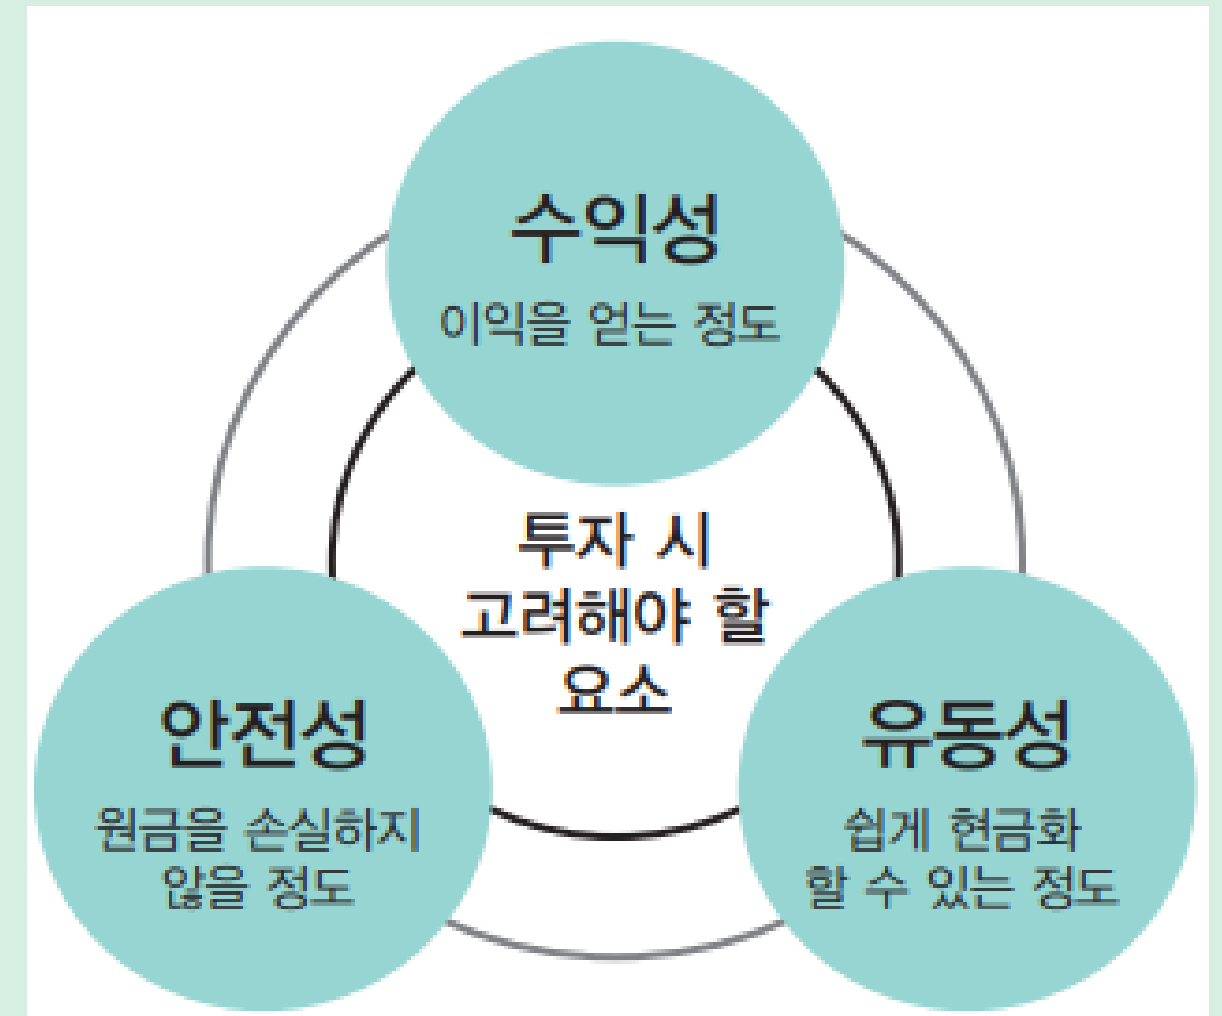 수익성
이익을 얻는 정도
투자 시
고려해야 할
요소
안전성
원금을 손실하지
않을 정도
유동성
쉽게 현금화
할 수 있는 정도